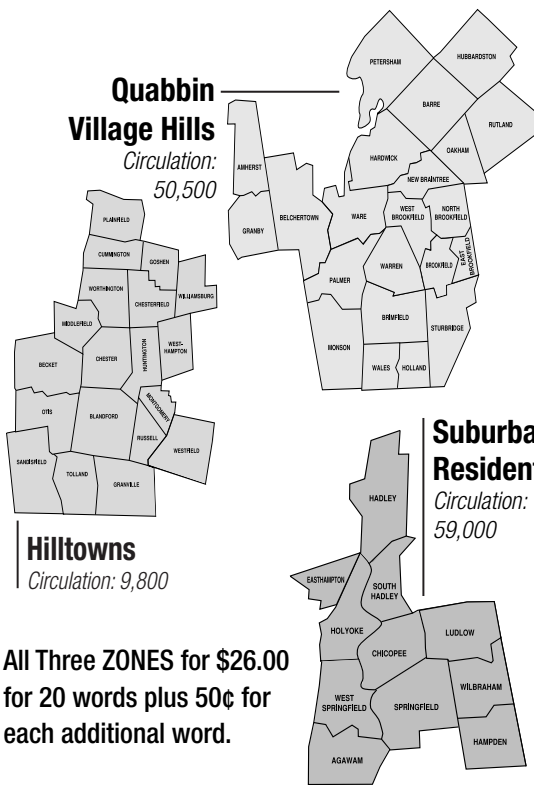 Quabbin
Village Hills
Circulation:
50,500
PETERSHAM
HUBBARDSTON
BARRE
RUTLAND
OAKHAM
HARDWICK
NEW BRAINTREE
AMHERST
GRANBY
BELCHERTOWN
WARE
WEST
BROOKFIELD
NORTH
BROOKFIELD
EAST
BROOKFIELD
BROOKFIELD
WARREN
PALMER
BRIMFIELD
STURBRIDGE
MONSON
WALES
HOLLAND
PLAINFIELD
CUMMINGTON
GOSHEN
WORTHINGTON
CHESTERFIELD
WILLIAMSBURG
MIDDLEFIELD
CHESTER
HUNTINGTON
WEST-
HAMPTON
BECKET
OTIS
BLANDFORD
MONTGOMERY
RUSSELL
WESTFIELD
SANDISFIELD
TOLLAND
GRANVILLE
Hilltowns
Circulation: 9,800
Suburba
Residen
Circulation:
59,000
HADLEY
EASTHAMPTON
SOUTH
HADLEY
HOLYOKE
CHICOPEE
LUDLOW
WEST
SPRINGFIELD
SPRINGFIELD
WILBRAHAM
HAMPDEN
AGAWAM
All Three ZONES for $26.00
for 20 words plus 50¢ for
each additional word.